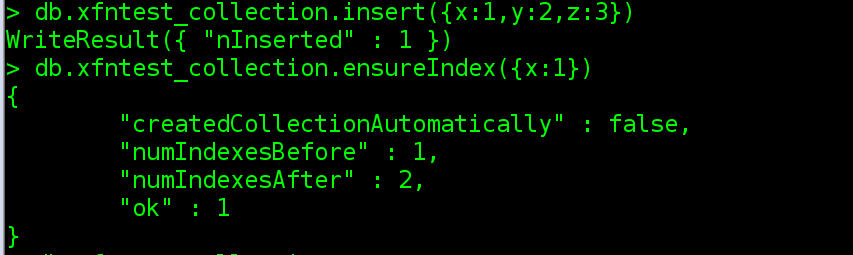 > db.xfntest_collection.insert({x:1,y:2,z:3})
WriteResult({ "nInserted" : 1 })
> db.xfntest_collection.ensureIndex({x:1})
{
        "createdCollectionAutomatically" : false,
        "numIndexesBefore" : 1,
        "numIndexesAfter" : 2,
        "ok" : 1
}